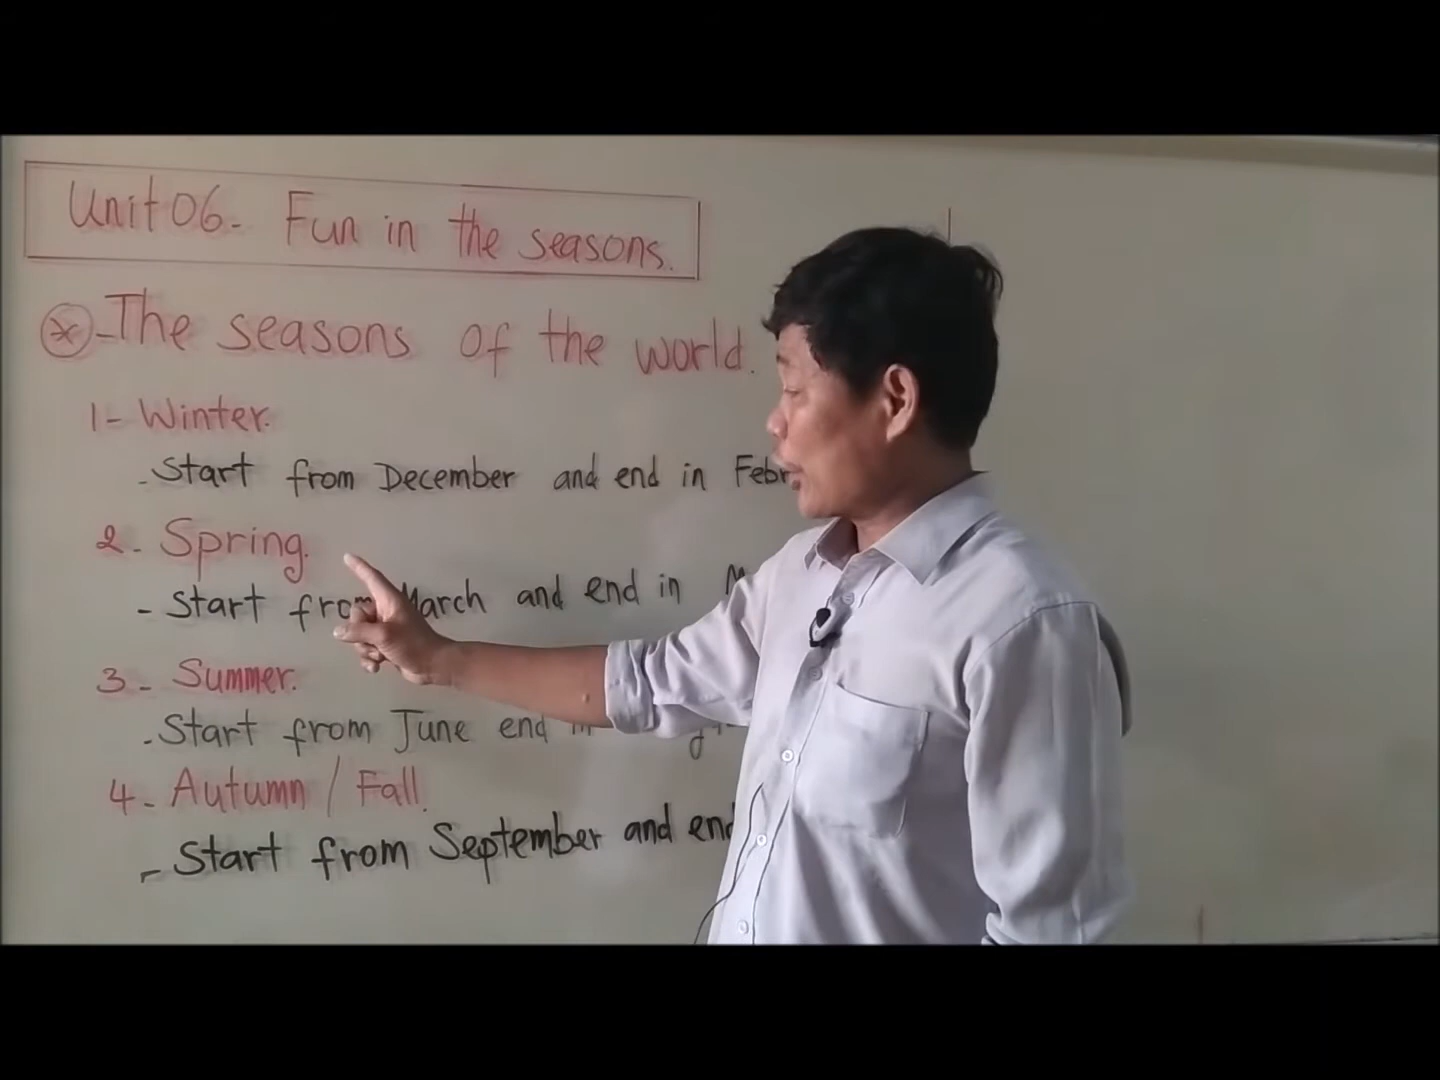 Unit 06- Fun in the seasons.
*-The seasons of the world.
1- Winter.
-Start from December and end in Febr
2- Spring.
- Start from March and end in
3- Summer.
-Start from June end in
4- Autumn / Fall.
- Start from September and end